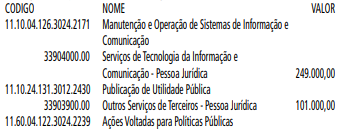 CODIGO NOME VALOR
11.10.04.126.3024.2171 Manutenção e Operação de Sistemas de Informação e
Comunicação
33904000.00 Serviços de Tecnologia da Informação e
Comunicação - Pessoa Jurídica 249.000,00
11.10.24.131.3012.2430 Publicação de Utilidade Pública
33903900.00 Outros Serviços de Terceiros - Pessoa Jurídica 101.000,00
11.60.04.122.3024.2239 Ações Voltadas para Políticas Públicas